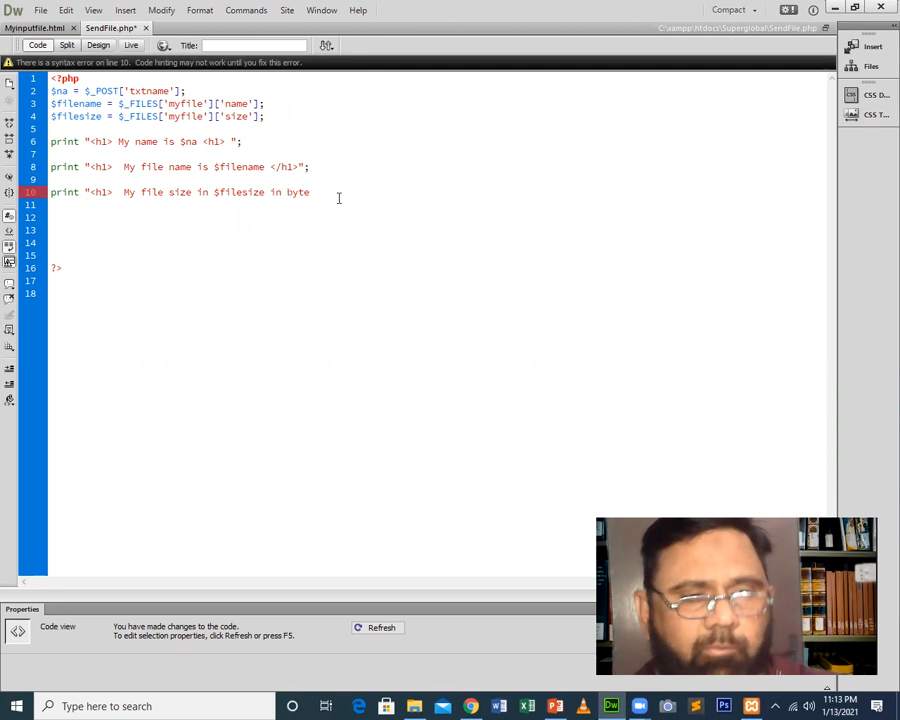 Dw File Edit View Insert Modify Format Commands Site Window Help Compact
Myinputfile.html SendFile.php* C:\xampp\htdocs\Superglobal\SendFile.php
Code Split Design Live Title:
Insert
There is a syntax error on line 10. Code hinting may not work until you fix this error.
Files
1 <?php
2 $na = $_POST['txtname'];
CSS D...
3 $filename = $_FILES['myfile']['name'];
4 $filesize = $_FILES['myfile']['size'];
CSS T...
5
6 print "<h1> My name is $na <h1> ";
7
8 print "<h1>  My file name is $filename </h1>";
9
10 print "<h1>  My file size in $filesize in byte
11
12
13
14
15
16 ?>
17
18
Properties
Code view
You have made changes to the code.
To edit selection properties, click Refresh or press F5.
Refresh
Type here to search
11:13 PM
1/13/2021